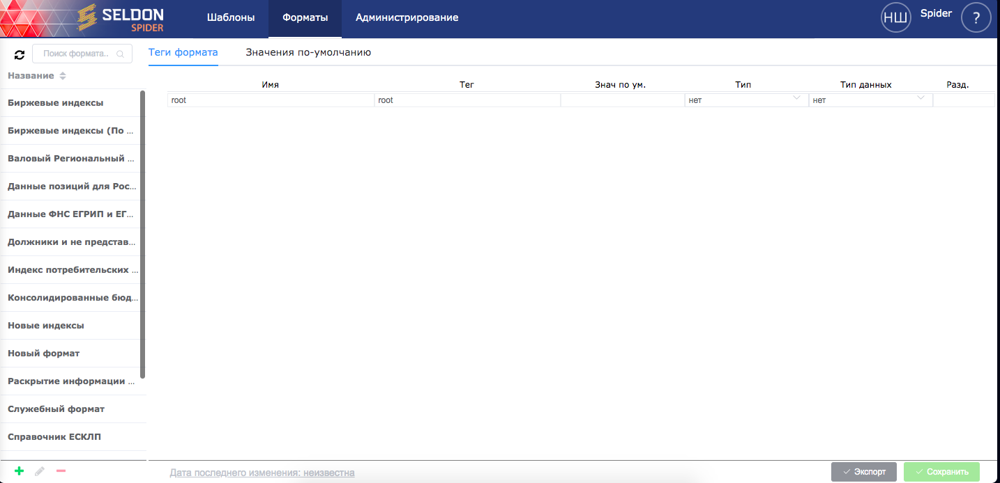 SELDON
SPIDER
Шаблоны
Форматы
Администрирование
НШ
Spider
?
Поиск формата..
Теги формата
Значения по-умолчанию
Название
Имя
Тег
Знач по ум.
Тип
Тип данных
Разд.
root
root
нет
нет
Биржевые индексы
Биржевые индексы (По ...
Валовый Региональный ...
Данные позиций для Рос...
Данные ФНС ЕГРИП и ЕГ...
Должники и не представ...
Индекс потребительских ...
Консолидированные бюд...
Новые индексы
Новый формат
Раскрытие информации ...
Служебный формат
Справочник ЕСКЛП
Дата последнего изменения: неизвестна
Экспорт
Сохранить